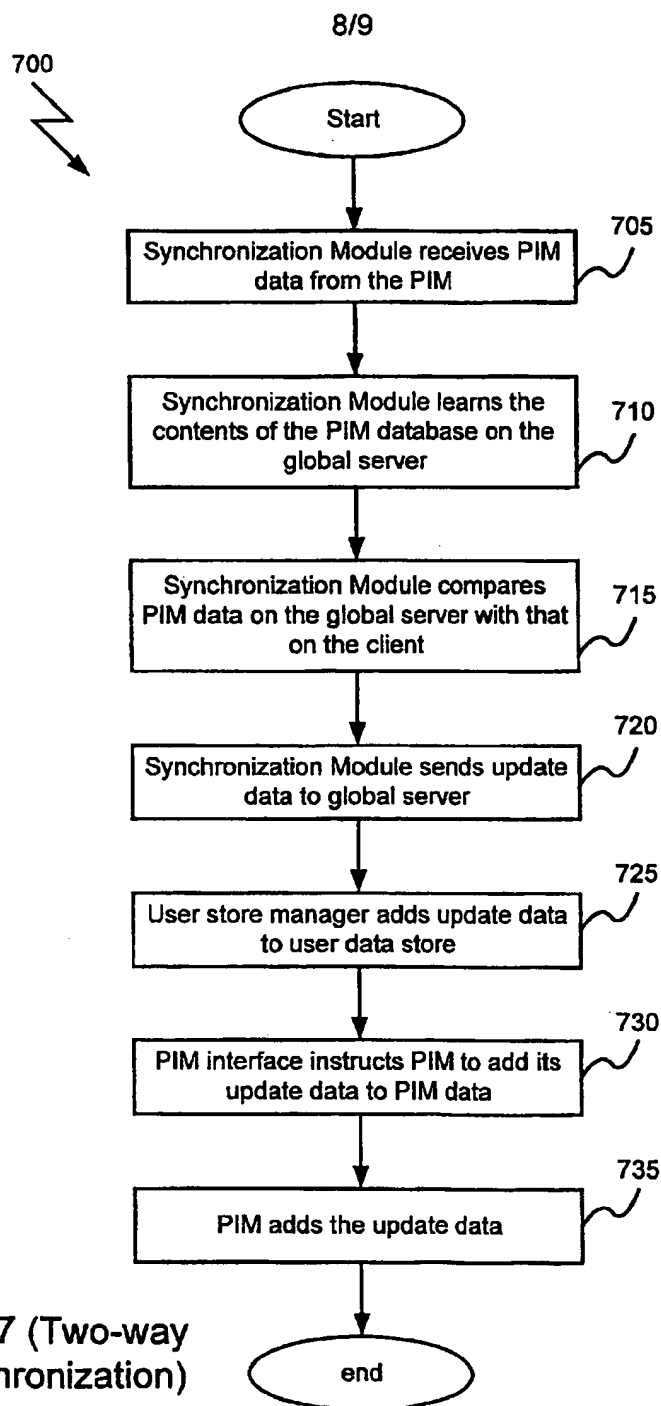 8/9
700
Start
Synchronization Module receives PIM
data from the PIM
705
Synchronization Module learns the
contents of the PIM database on the
global server
710
Synchronization Module compares
PIM data on the global server with that
on the client
715
Synchronization Module sends update
data to global server
720
User store manager adds update data
to user data store
725
PIM interface instructs PIM to add its
update data to PIM data
730
PIM adds the update data
735
7 (Two-way
hronization)
end